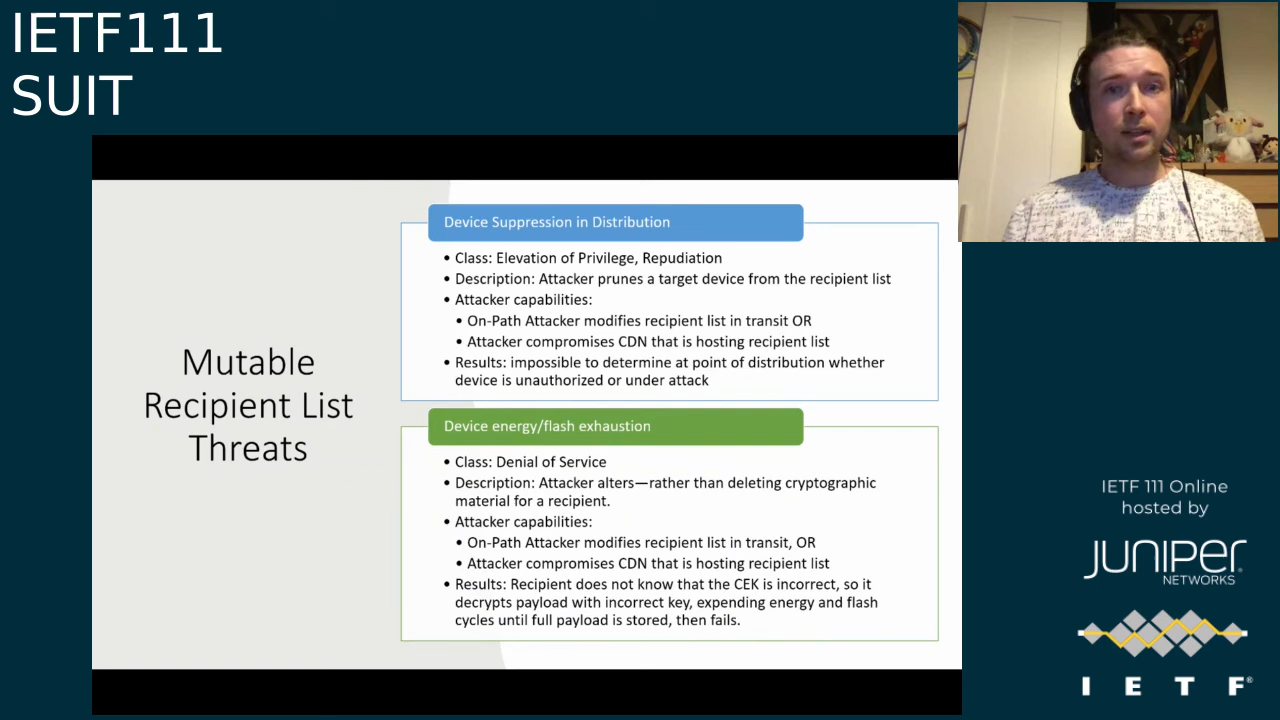 IETF111
SUIT
Mutable
Recipient List
Threats
Device Suppression in Distribution
• Class: Elevation of Privilege, Repudiation
• Description: Attacker prunes a target device from the recipient list
• Attacker capabilities:
• On-Path Attacker modifies recipient list in transit OR
• Attacker compromises CDN that is hosting recipient list
• Results: impossible to determine at point of distribution whether
device is unauthorized or under attack
Device energy/flash exhaustion
• Class: Denial of Service
• Description: Attacker alters—rather than deleting cryptographic
material for a recipient.
• Attacker capabilities:
• On-Path Attacker modifies recipient list in transit, OR
• Attacker compromises CDN that is hosting recipient list
• Results: Recipient does not know that the CEK is incorrect, so it
decrypts payload with incorrect key, expending energy and flash
cycles until full payload is stored, then fails.
IETF 111 Online
hosted by
JUNIPEr
NETWORKS
I E T F®